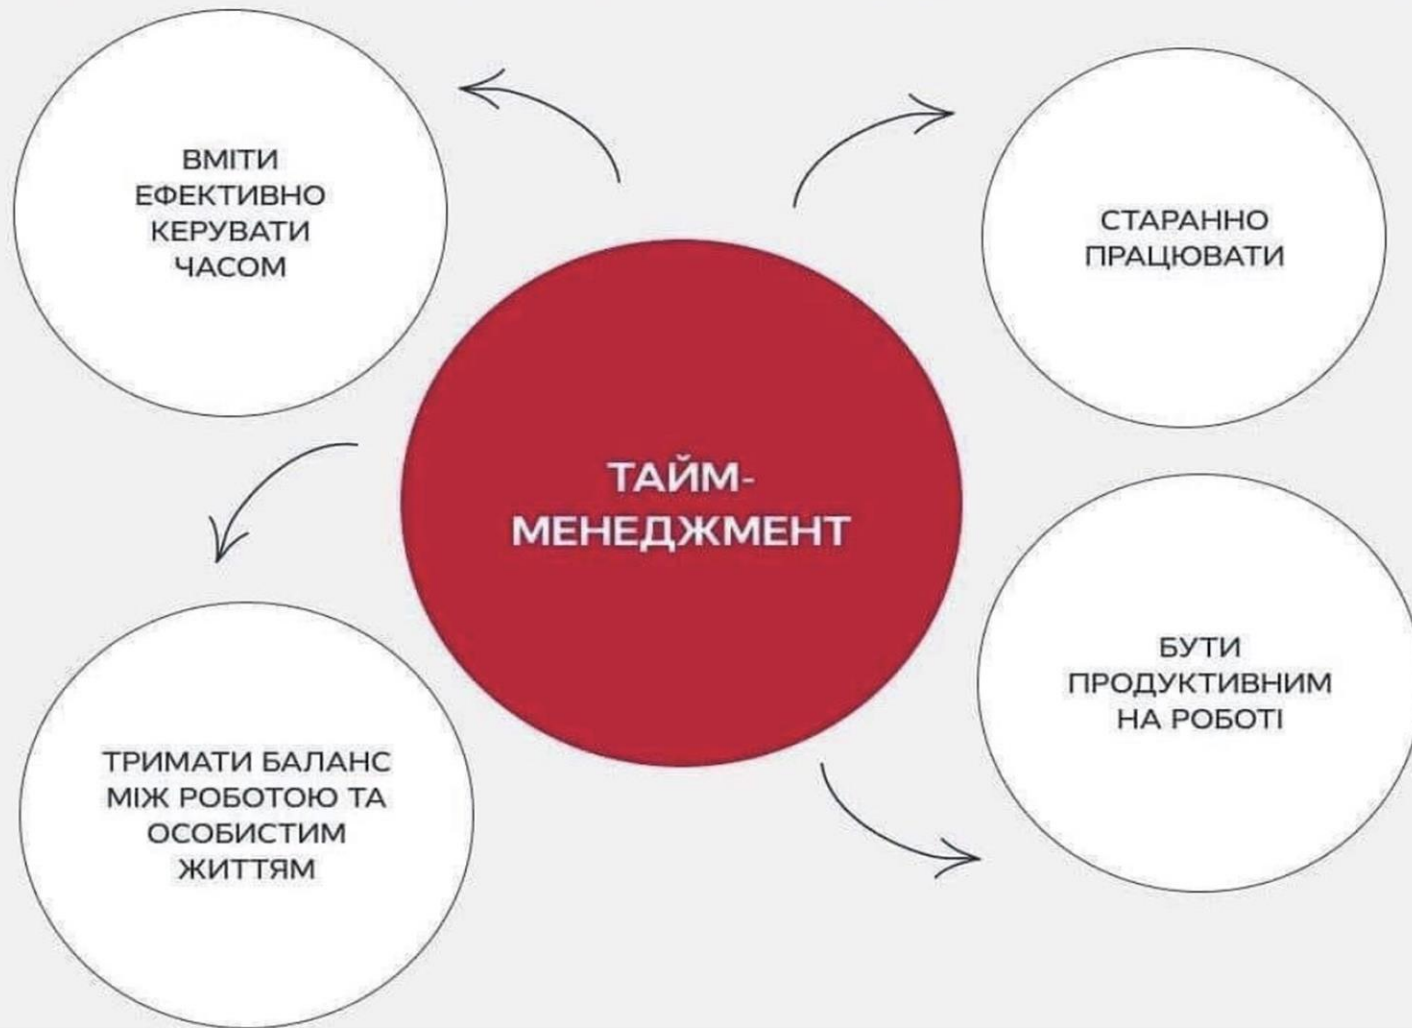 ВМІТИ
ЕФЕКТИВНО
КЕРУВАТИ
ЧАСОМ
СТАРАННО
ПРАЦЮВАТИ
ТАЙМ-
МЕНЕДЖМЕНТ
ТРИМАТИ БАЛАНС
МІЖ РОБОТОЮ ТА
ОСОБИСТИМ
ЖИТТЯМ
БУТИ
ПРОДУКТИВНИМ
НА РОБОТІ